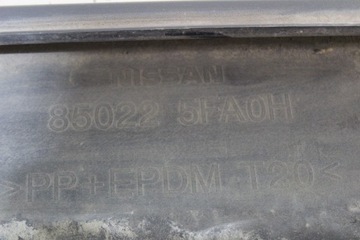 NISSAN
85022 5FA0H
>PP+EPDM T20<